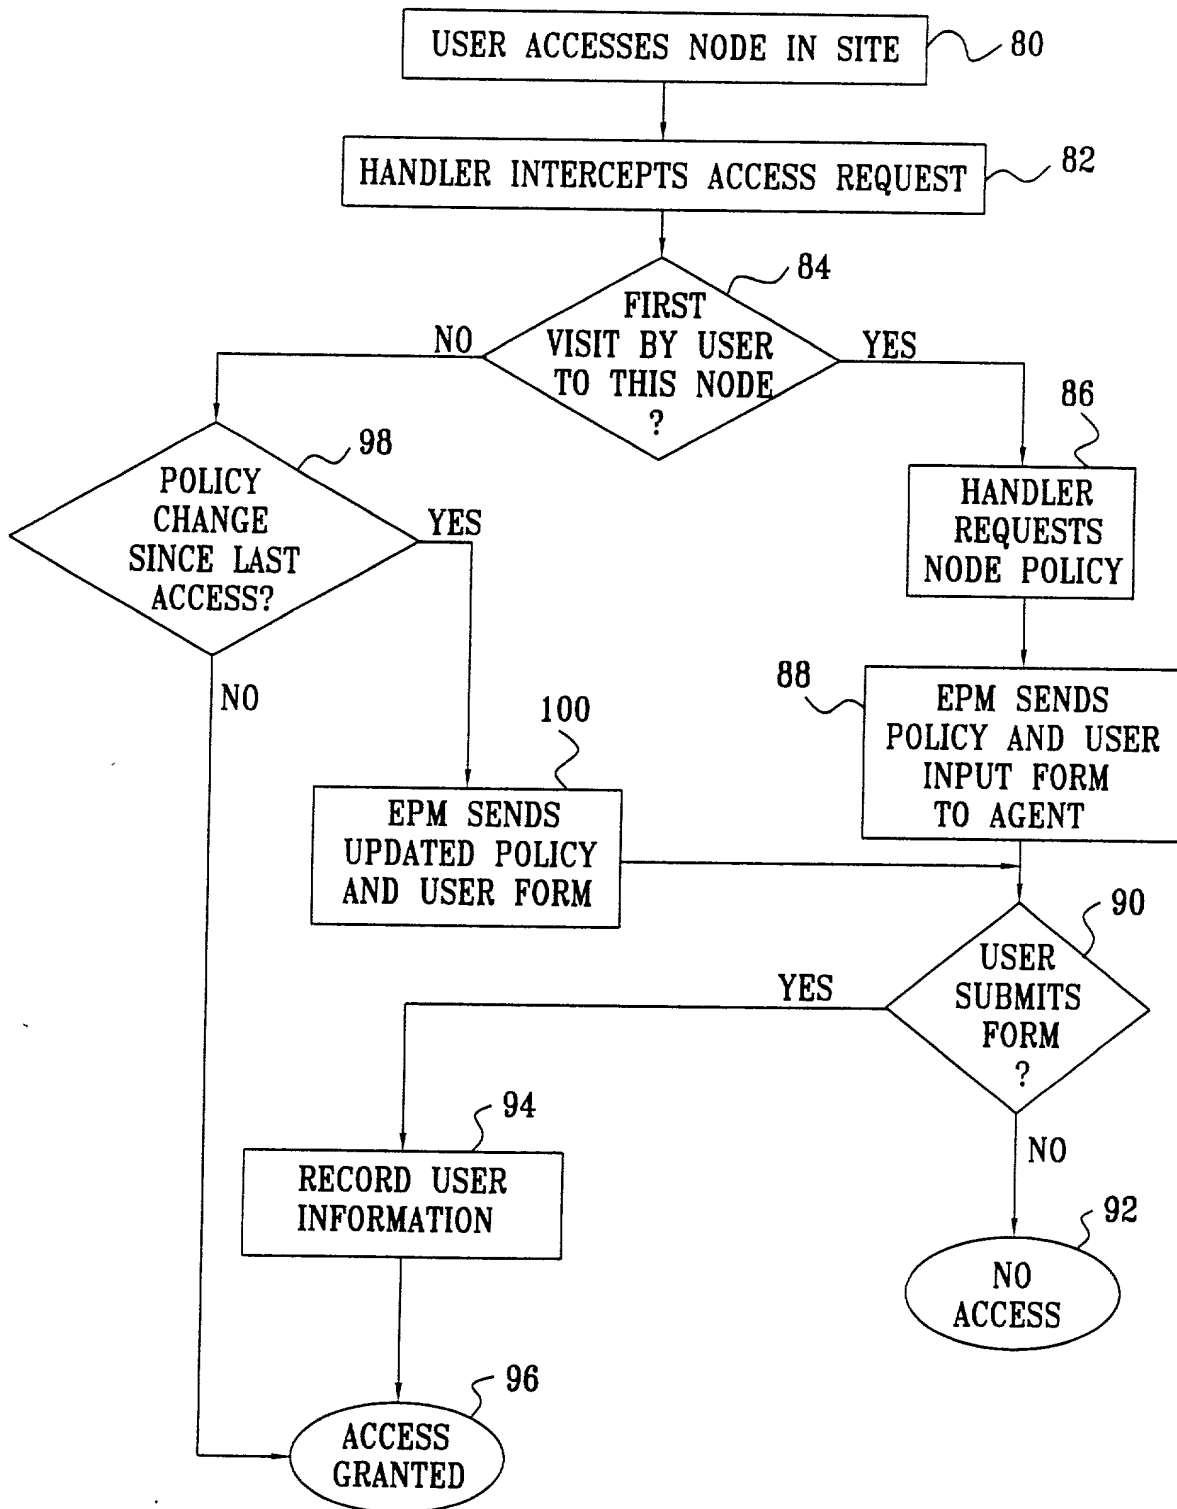 USER ACCESSES NODE IN SITE
80
HANDLER INTERCEPTS ACCESS REQUEST
82
84
FIRST
VISIT BY USER
TO THIS NODE
?
NO
YES
86
HANDLER
REQUESTS
NODE POLICY
98
POLICY
CHANGE
SINCE LAST
ACCESS?
YES
NO
88
EPM SENDS
POLICY AND USER
INPUT FORM
TO AGENT
100
EPM SENDS
UPDATED POLICY
AND USER FORM
90
USER
SUBMITS
FORM
?
YES
NO
94
RECORD USER
INFORMATION
92
NO
ACCESS
96
ACCESS
GRANTED